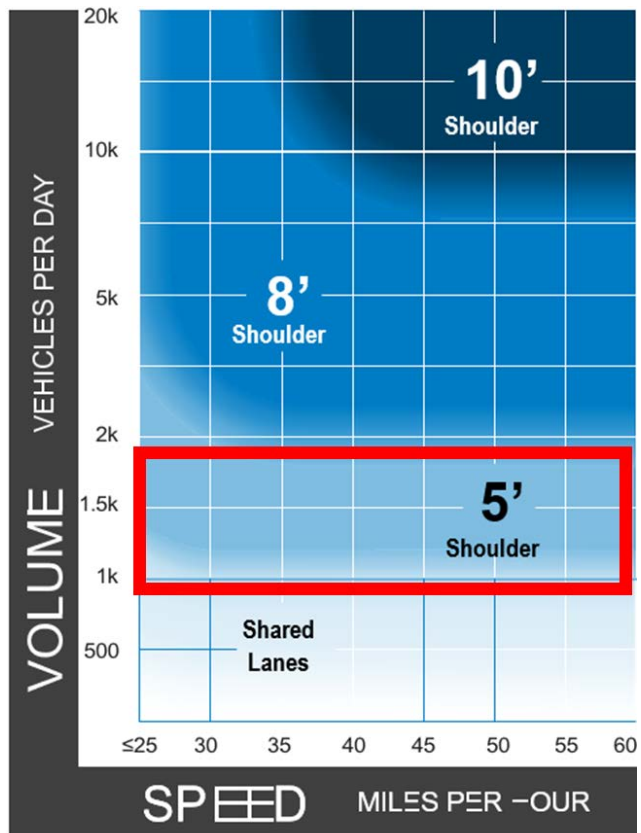 20k
10k
5k
2k
1.5k
1k
500
VOLUME VEHICLES PER DAY
10’
Shoulder
8’
Shoulder
5’
Shoulder
Shared
Lanes
≤25 30 35 40 45 50 55 60
SPEED MILES PER HOUR